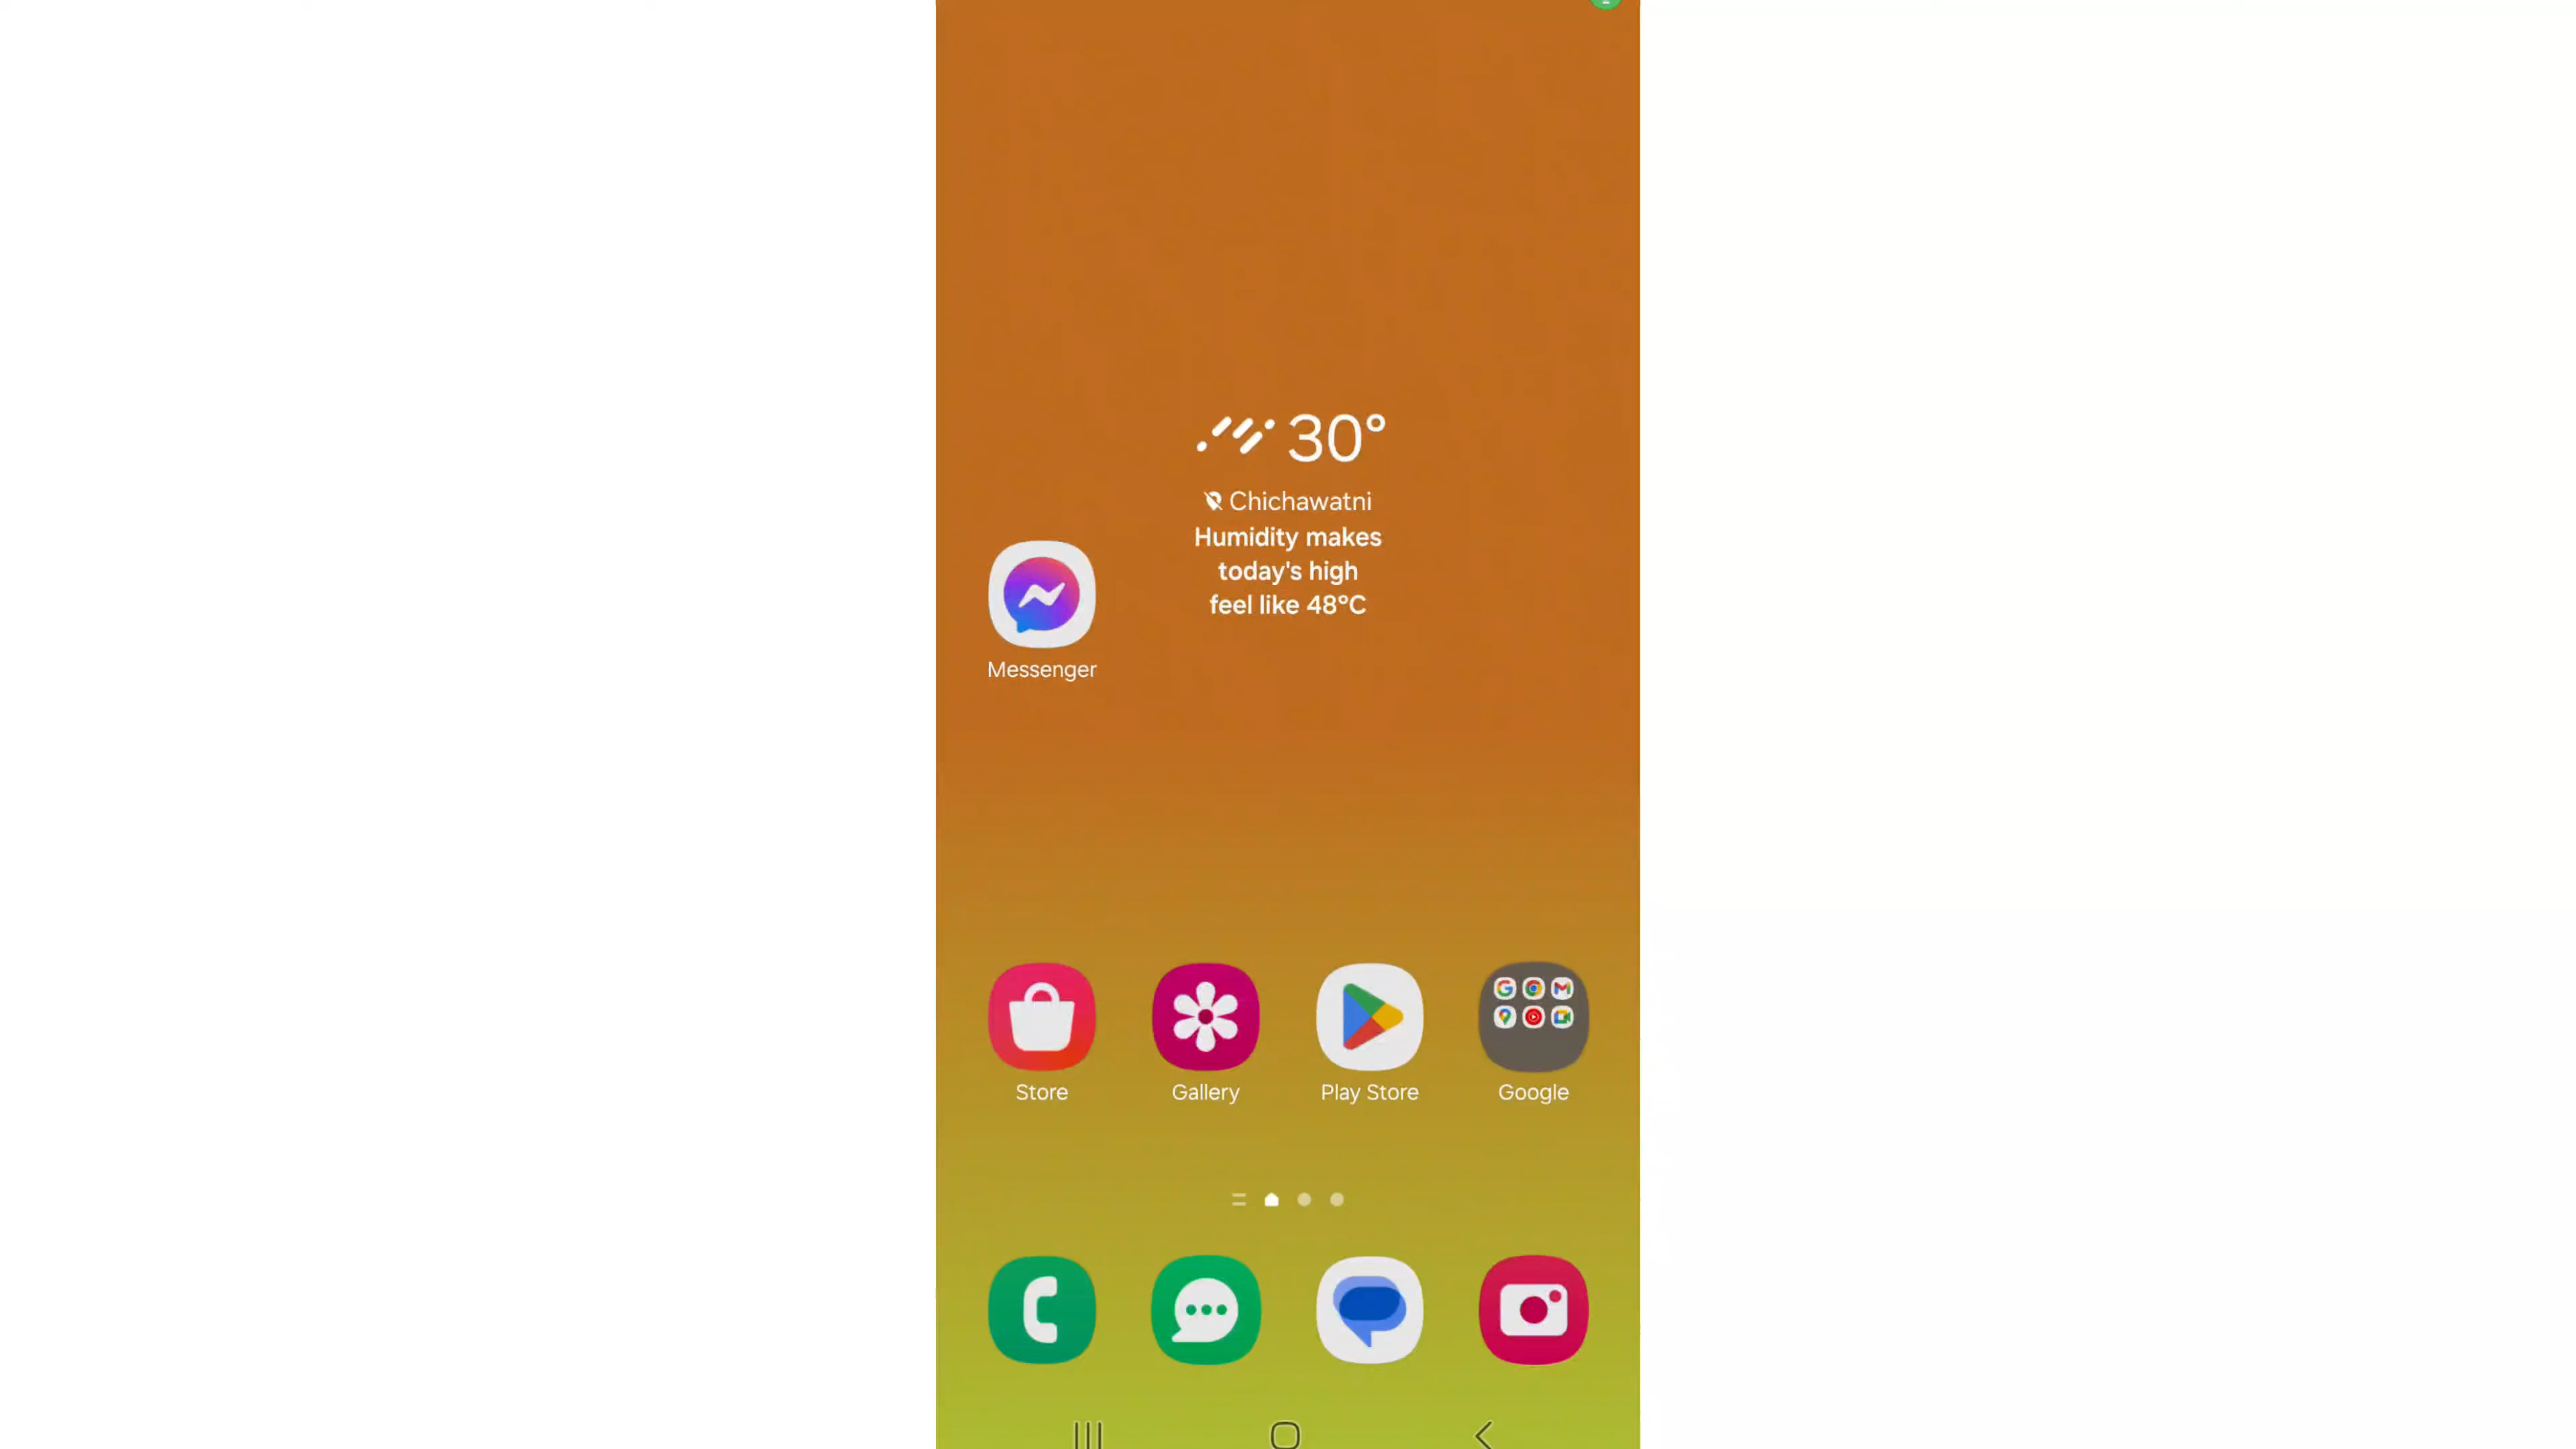 30°
Chichawatni
Humidity makes
today's high
feel like 48°C
Messenger
Store
Gallery
Play Store
Google